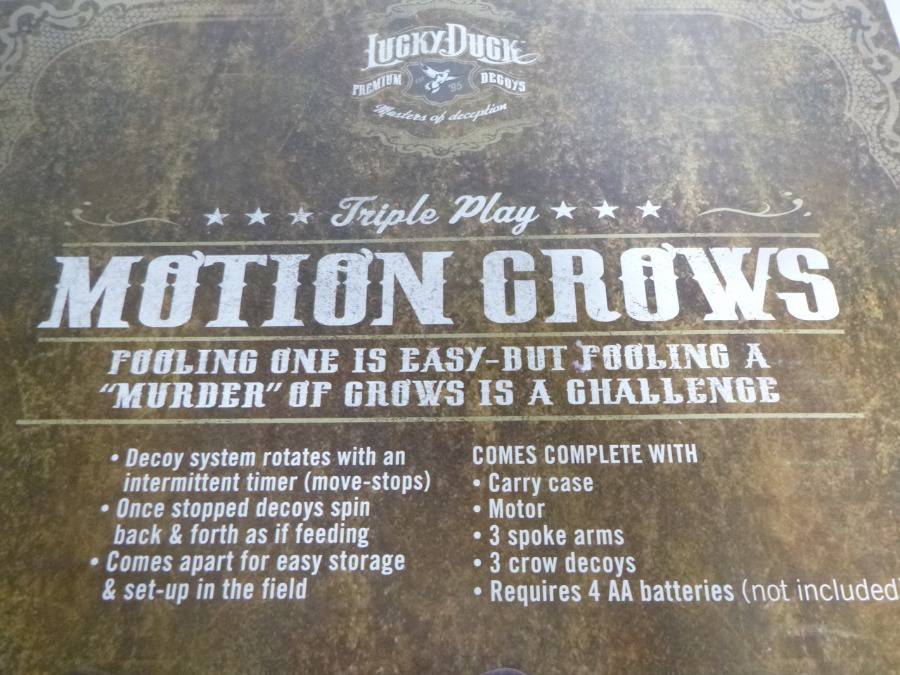 LUCKY DUCK
PREMIUM DECOYS
'95
Masters of deception
Triple Play
MOTION CROWS
FOOLING ONE IS EASY-BUT FOOLING A
"MURDER" OF CROWS IS A CHALLENGE
• Decoy system rotates with an
intermittent timer (move-stops)
• Once stopped decoys spin
back & forth as if feeding
• Comes apart for easy storage
& set-up in the field
COMES COMPLETE WITH
• Carry case
• Motor
• 3 spoke arms
• 3 crow decoys
• Requires 4 AA batteries (not included